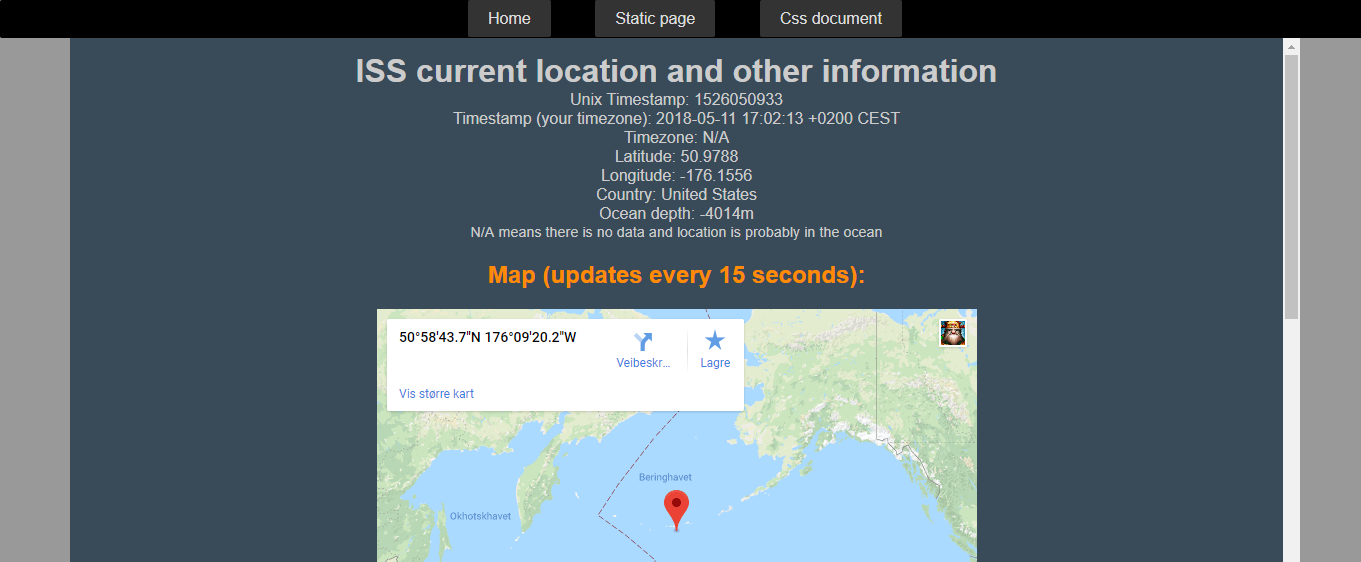 Home Static page Css document
ISS current location and other information
Unix Timestamp: 1526050933
Timestamp (your timezone): 2018-05-11 17:02:13 +0200 CEST
Timezone: N/A
Latitude: 50.9788
Longitude: -176.1556
Country: United States
Ocean depth: -4014m
N/A means there is no data and location is probably in the ocean
Map (updates every 15 seconds):
50°58'43.7"N 176°09'20.2"W
Veibeskr... Lagre
Vis større kart
Beringhavet
Okhotskhavet